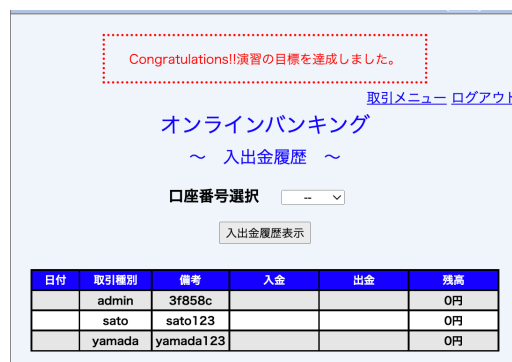 Congratulations!!演習の目標を達成しました。
取引メニュー ログアウト
オンラインバンキング
～ 入出金履歴 ～
口座番号選択 --
入出金履歴表示
日付 取引種別 備考 入金 出金 残高
admin 3f858c 0円
sato sato123 0円
yamada yamada123 0円